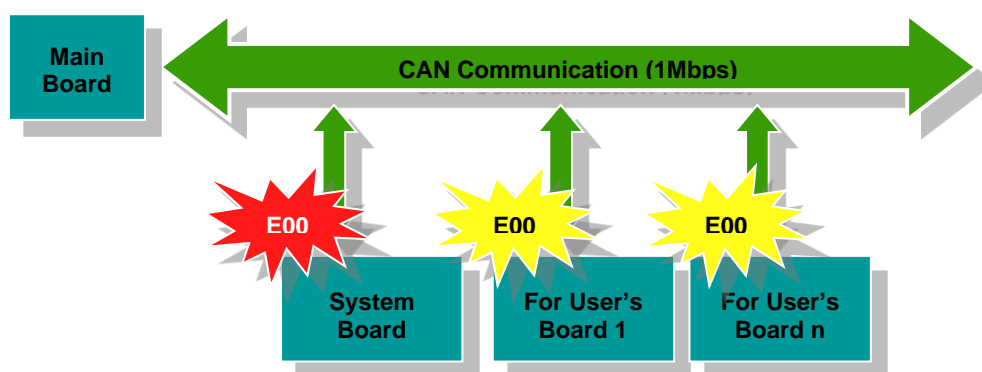 Main
Board
CAN Communication (1Mbps)
E00
E00
E00
System
Board
For User's
Board 1
For User's
Board n